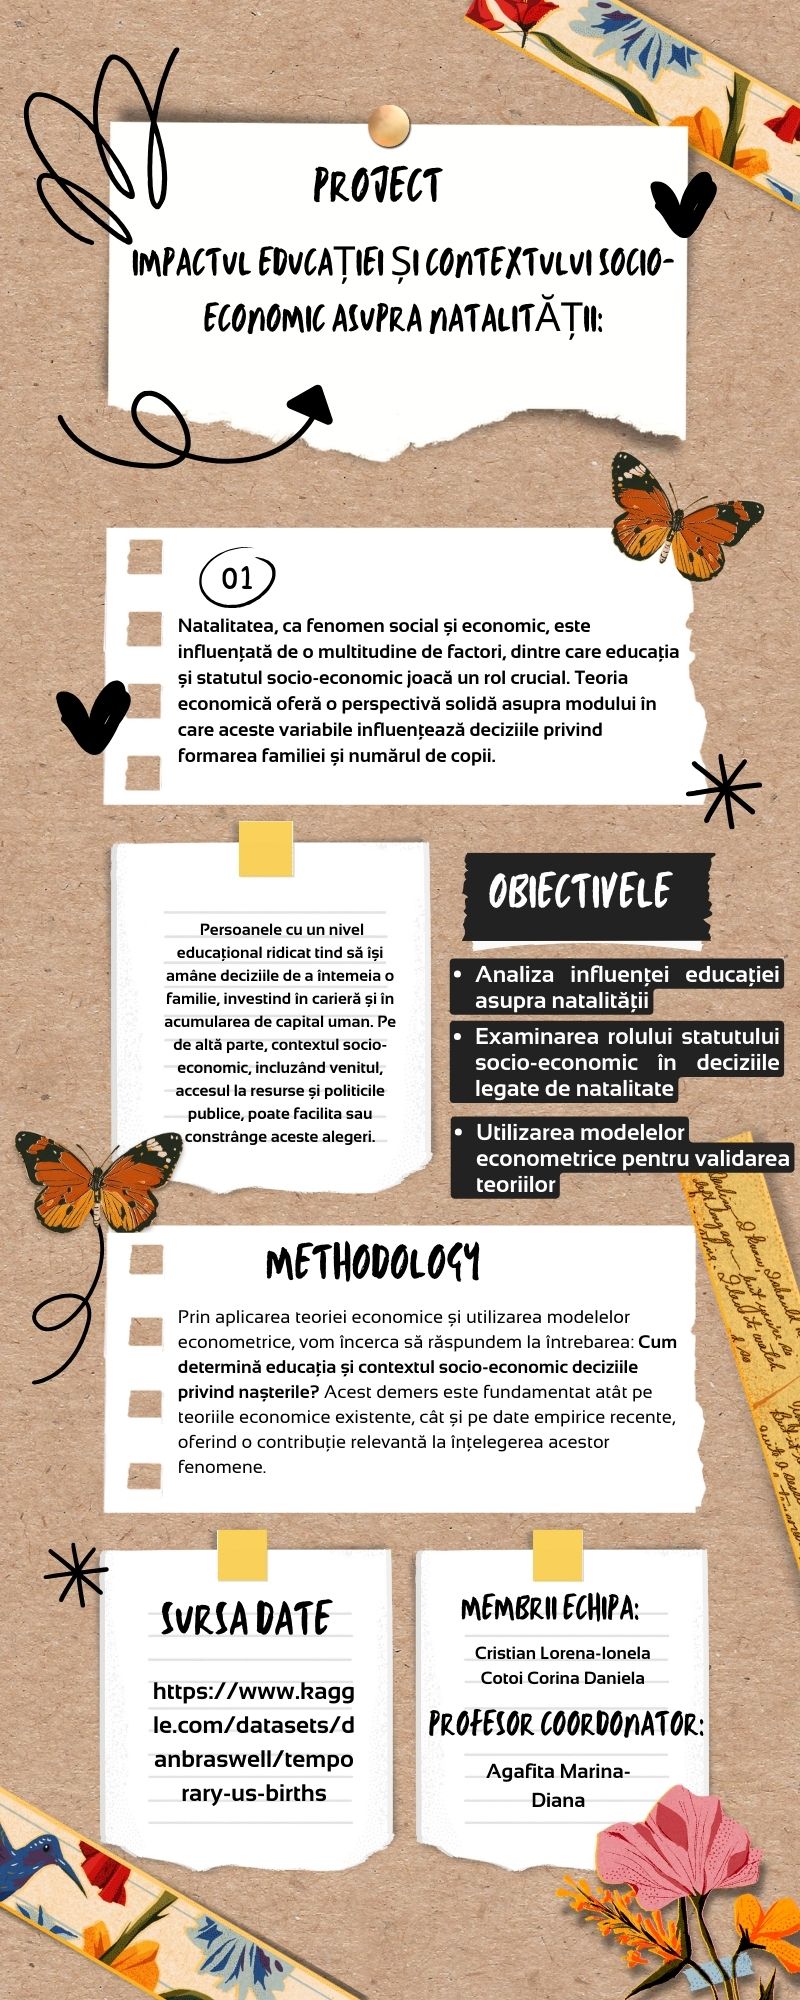 PROJECT
IMPACTUL EDUCAȚIEI ȘI CONTEXTULUI SOCIO-
ECONOMIC ASUPRA NATALITĂȚII:
01
Natalitatea, ca fenomen social și economic, este
influențată de o multitudine de factori, dintre care educația
și statutul socio-economic joacă un rol crucial. Teoria
economică oferă o perspectivă solidă asupra modului în
care aceste variabile influențează deciziile privind
formarea familiei și numărul de copii.
Persoanele cu un nivel
educațional ridicat tind să își
amâne deciziile de a întemeia o
familie, investind în carieră și în
acumularea de capital uman. Pe
de altă parte, contextul socio-
economic, incluzând venitul,
accesul la resurse și politicile
publice, poate facilita sau
constrânge aceste alegeri.
OBIECTIVELE
• Analiza influenței educației
asupra natalității
• Examinarea rolului statutului
socio-economic în deciziile
legate de natalitate
• Utilizarea modelelor
econometrice pentru validarea
teoriilor
METHODOLOGY
Prin aplicarea teoriei economice și utilizarea modelelor
econometrice, vom încerca să răspundem la întrebarea: Cum
determină educația și contextul socio-economic deciziile
privind nașterile? Acest demers este fundamentat atât pe
teoriile economice existente, cât și pe date empirice recente,
oferind o contribuție relevantă la înțelegerea acestor
fenomene.
SURSA DATE
https://www.kagg
le.com/datasets/d
anbraswell/tempo
rary-us-births
MEMBRII ECHIPA:
Cristian Lorena-Ionela
Cotoi Corina Daniela
PROFESOR COORDONATOR:
Agafita Marina-
Diana